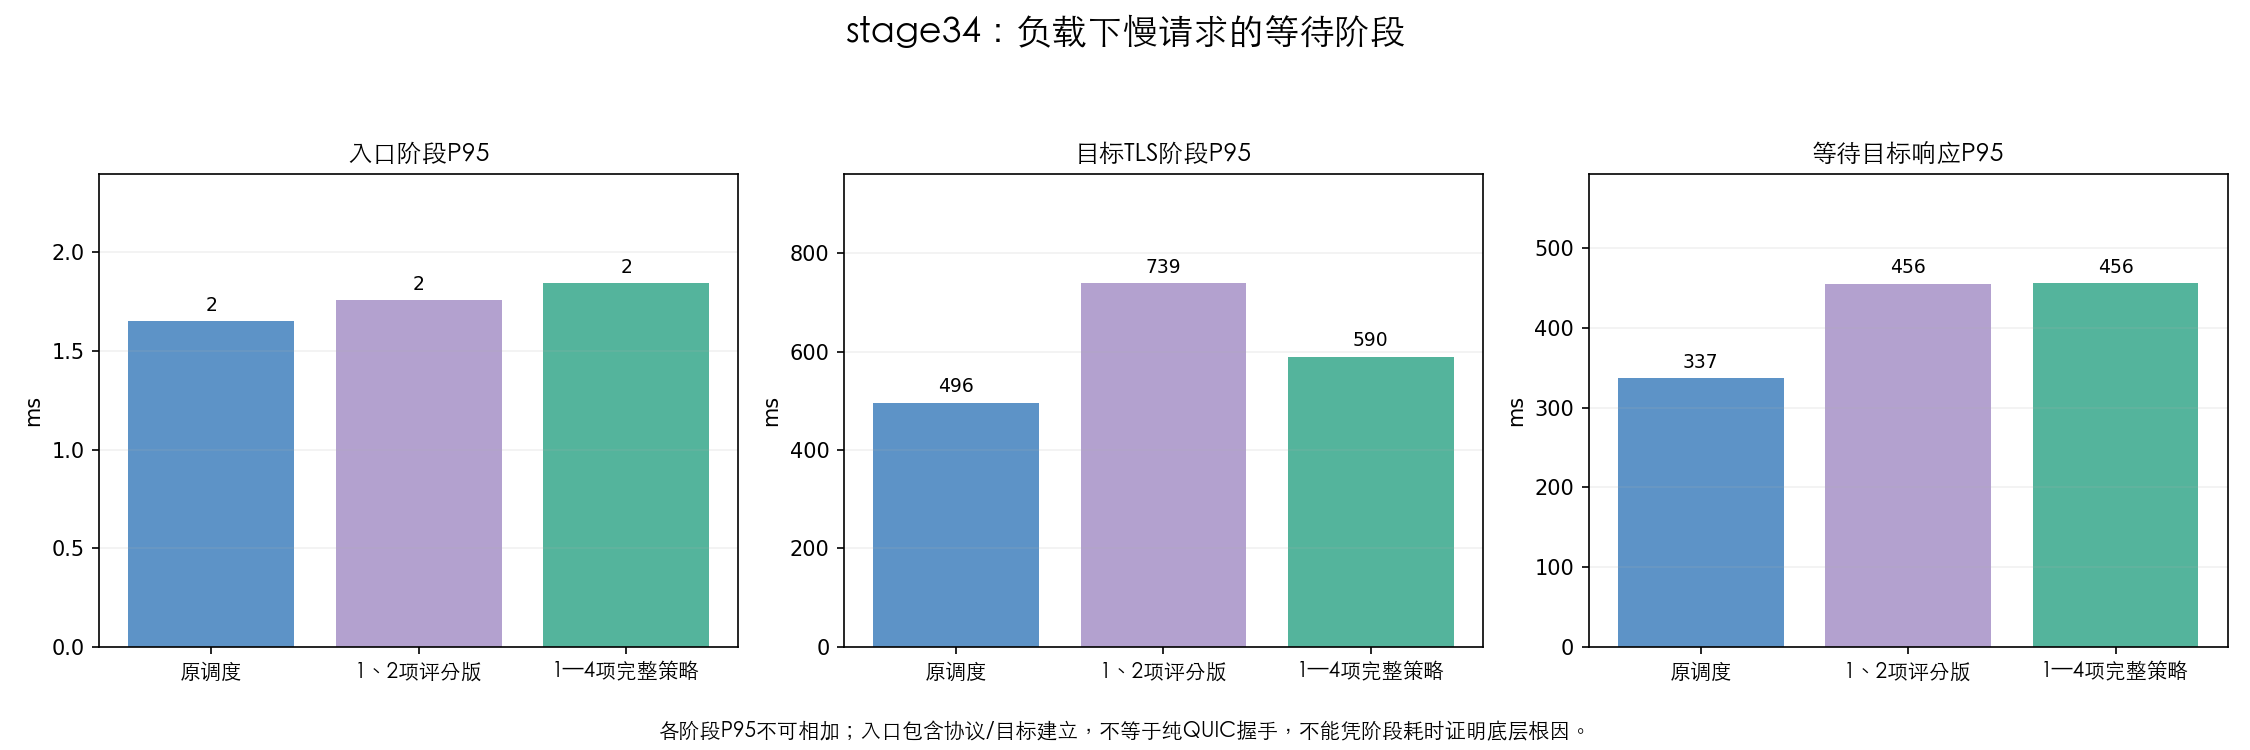 stage34：负载下慢请求的等待阶段
入口阶段P95
ms
2.0
1.5
1.0
0.5
0.0
2
2
2
原调度
1、2项评分版
1—4项完整策略
目标TLS阶段P95
ms
800
600
400
200
0
496
739
590
原调度
1、2项评分版
1—4项完整策略
等待目标响应P95
ms
500
400
300
200
100
0
337
456
456
原调度
1、2项评分版
1—4项完整策略
各阶段P95不可相加；入口包含协议/目标建立，不等于纯QUIC握手，不能凭阶段耗时证明底层根因。